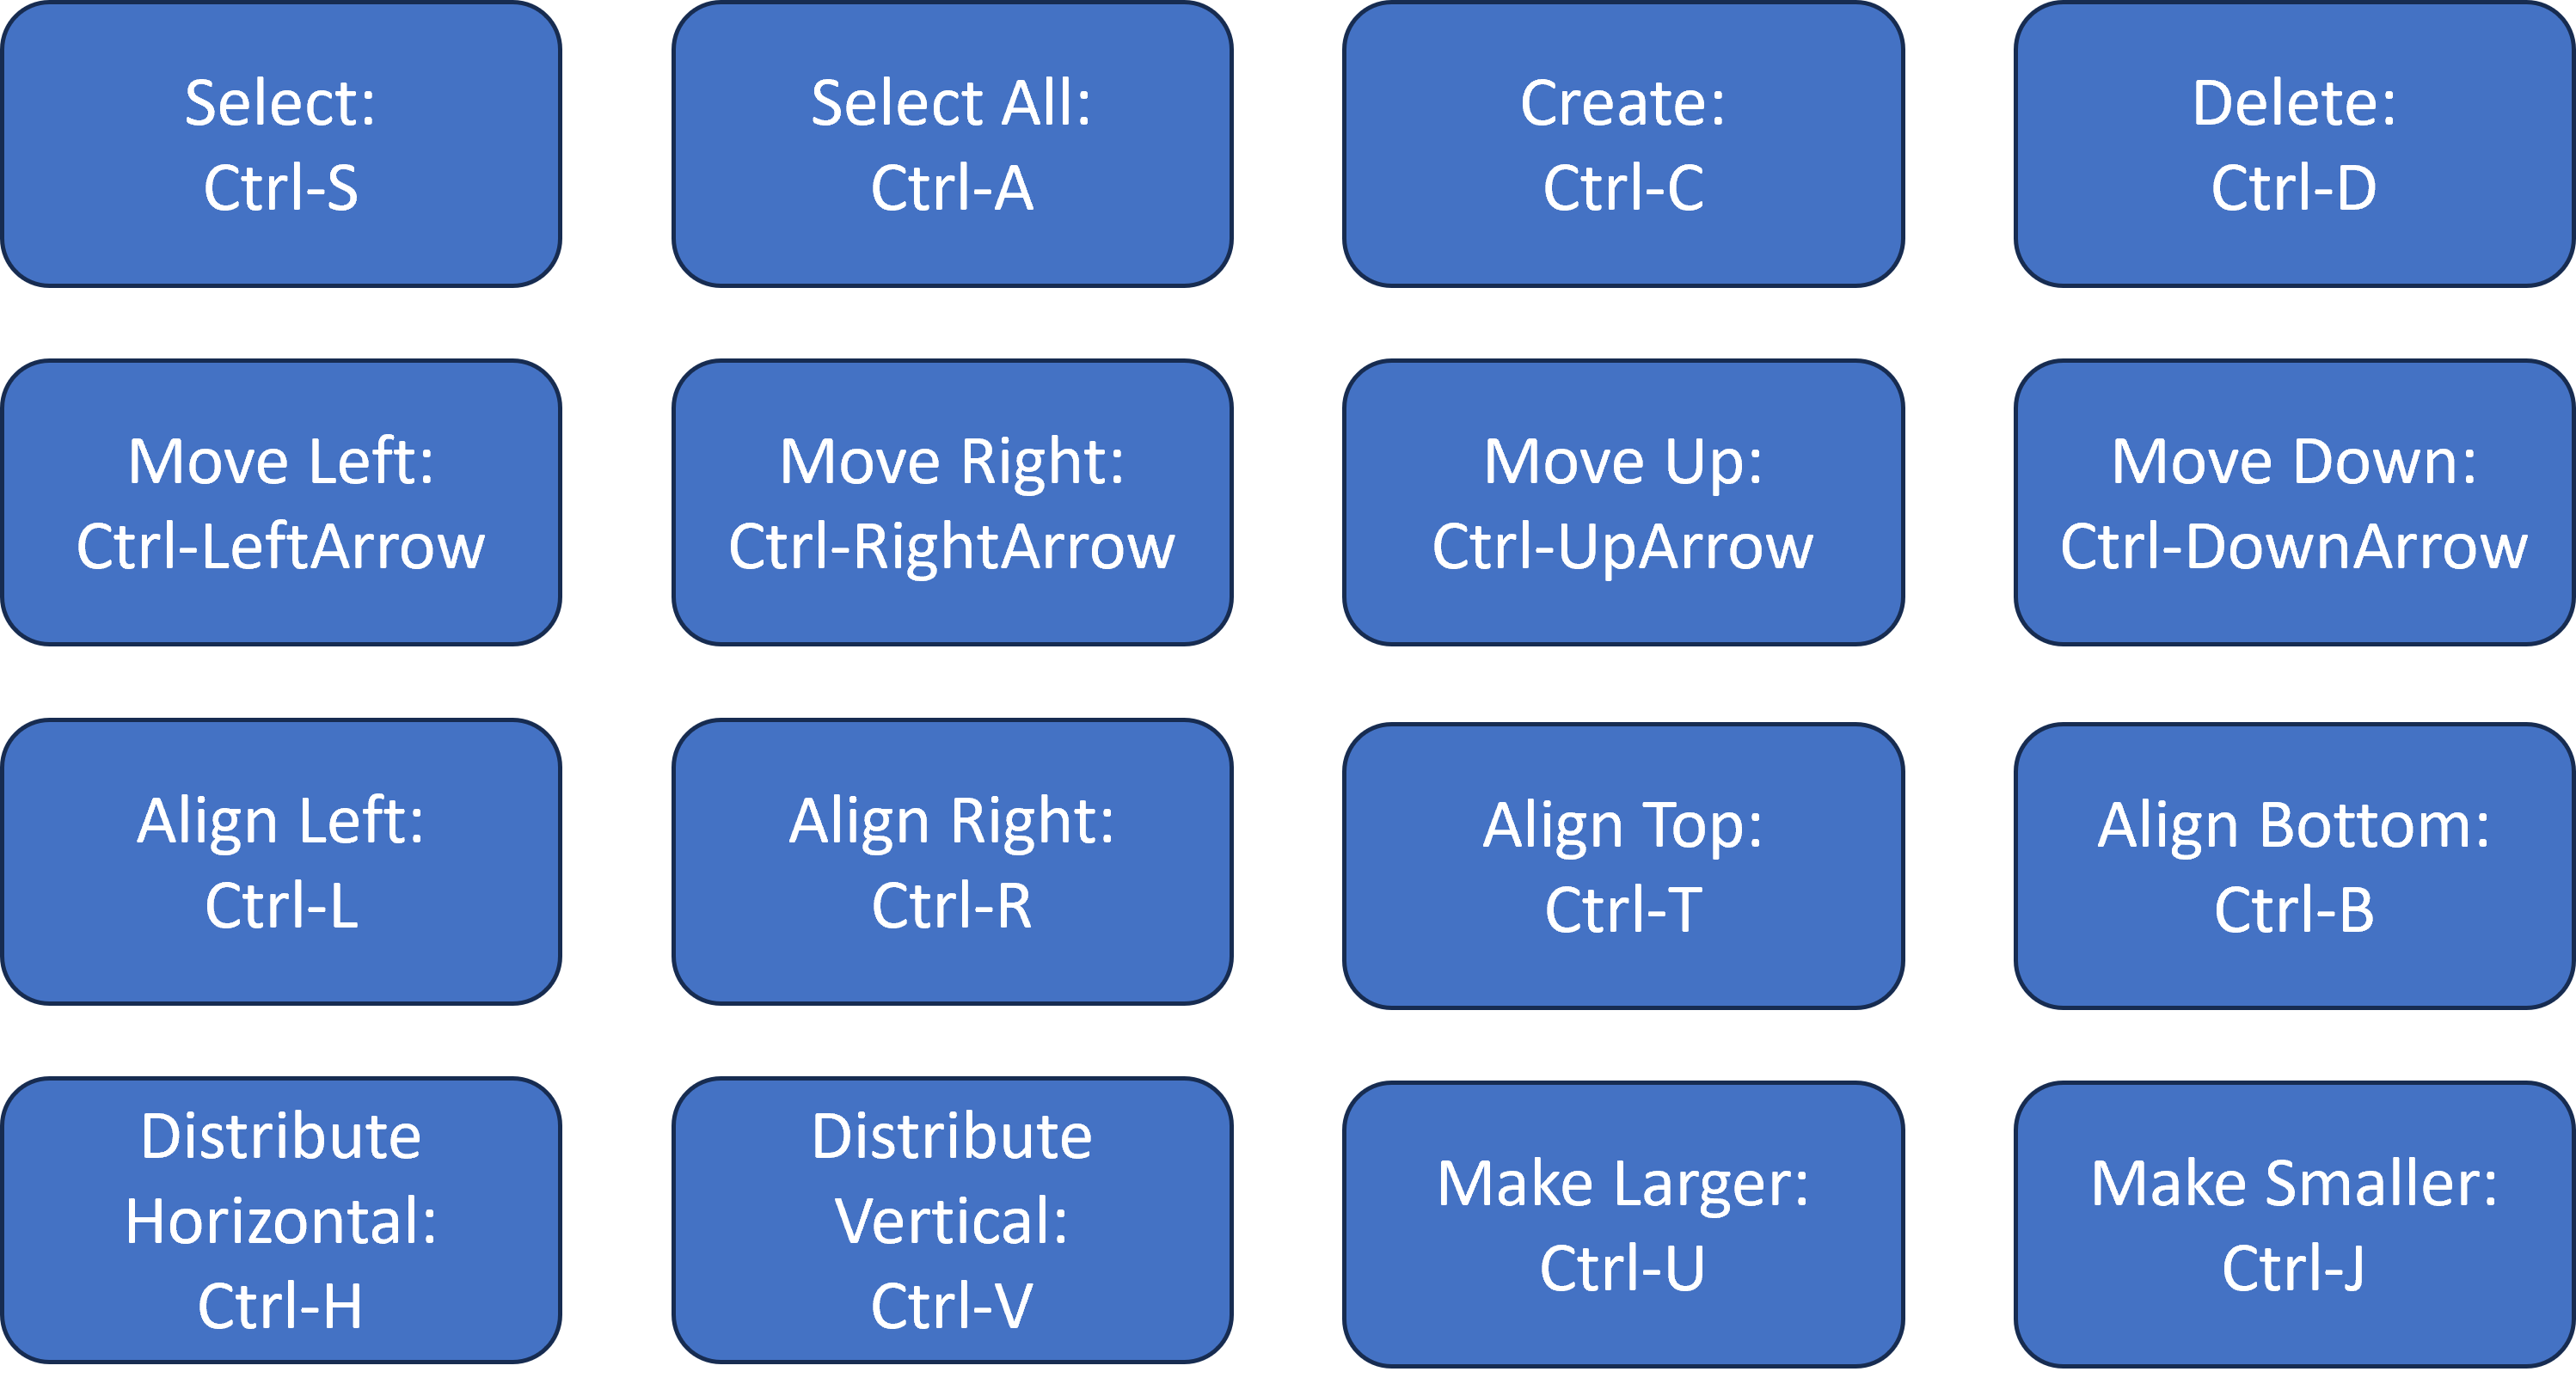 Select:
Ctrl-S
Select All:
Ctrl-A
Create:
Ctrl-C
Delete:
Ctrl-D
Move Left:
Ctrl-LeftArrow
Move Right:
Ctrl-RightArrow
Move Up:
Ctrl-UpArrow
Move Down:
Ctrl-DownArrow
Align Left:
Ctrl-L
Align Right:
Ctrl-R
Align Top:
Ctrl-T
Align Bottom:
Ctrl-B
Distribute
Horizontal:
Ctrl-H
Distribute
Vertical:
Ctrl-V
Make Larger:
Ctrl-U
Make Smaller:
Ctrl-J